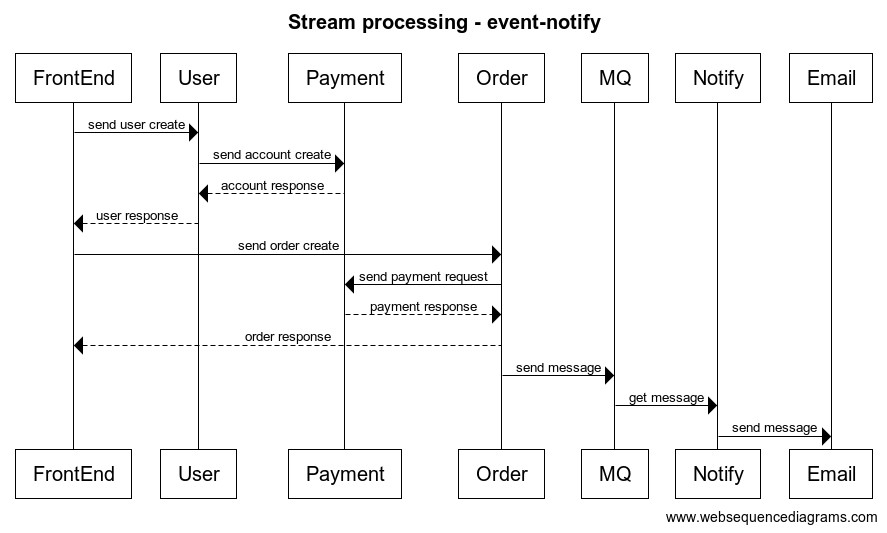 Stream processing - event-notify
FrontEnd User Payment Order MQ Notify Email
send user create
send account create
account response
user response
send order create
send payment request
payment response
order response
send message
get message
send message
FrontEnd User Payment Order MQ Notify Email
www.websequencediagrams.com